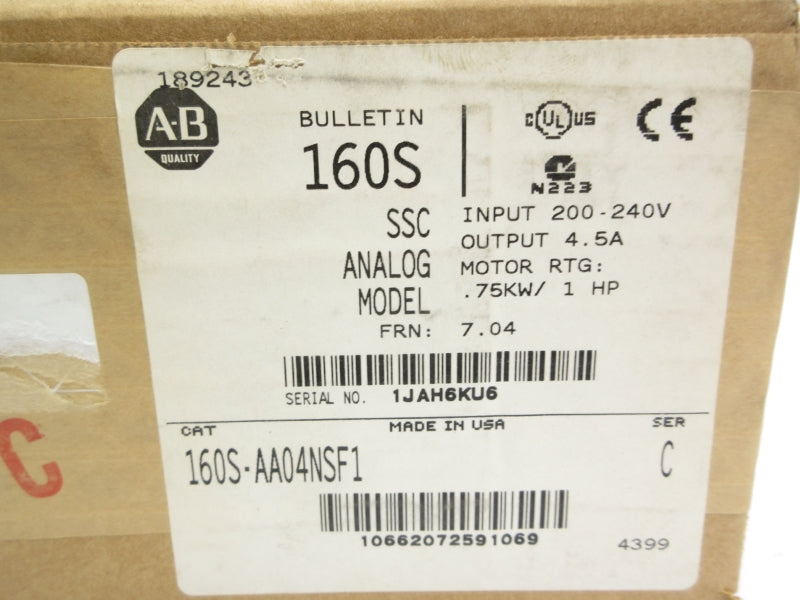 189243
A-B
QUALITY
BULLETIN
160S
SSC
ANALOG
MODEL
FRN: 7.04
C UL US
CE
N223
INPUT 200-240V
OUTPUT 4.5A
MOTOR RTG:
.75KW/ 1 HP
SERIAL NO. 1JAH6KU6
CAT MADE IN USA SER
160S-AA04NSF1 C
10662072591069
4399
C